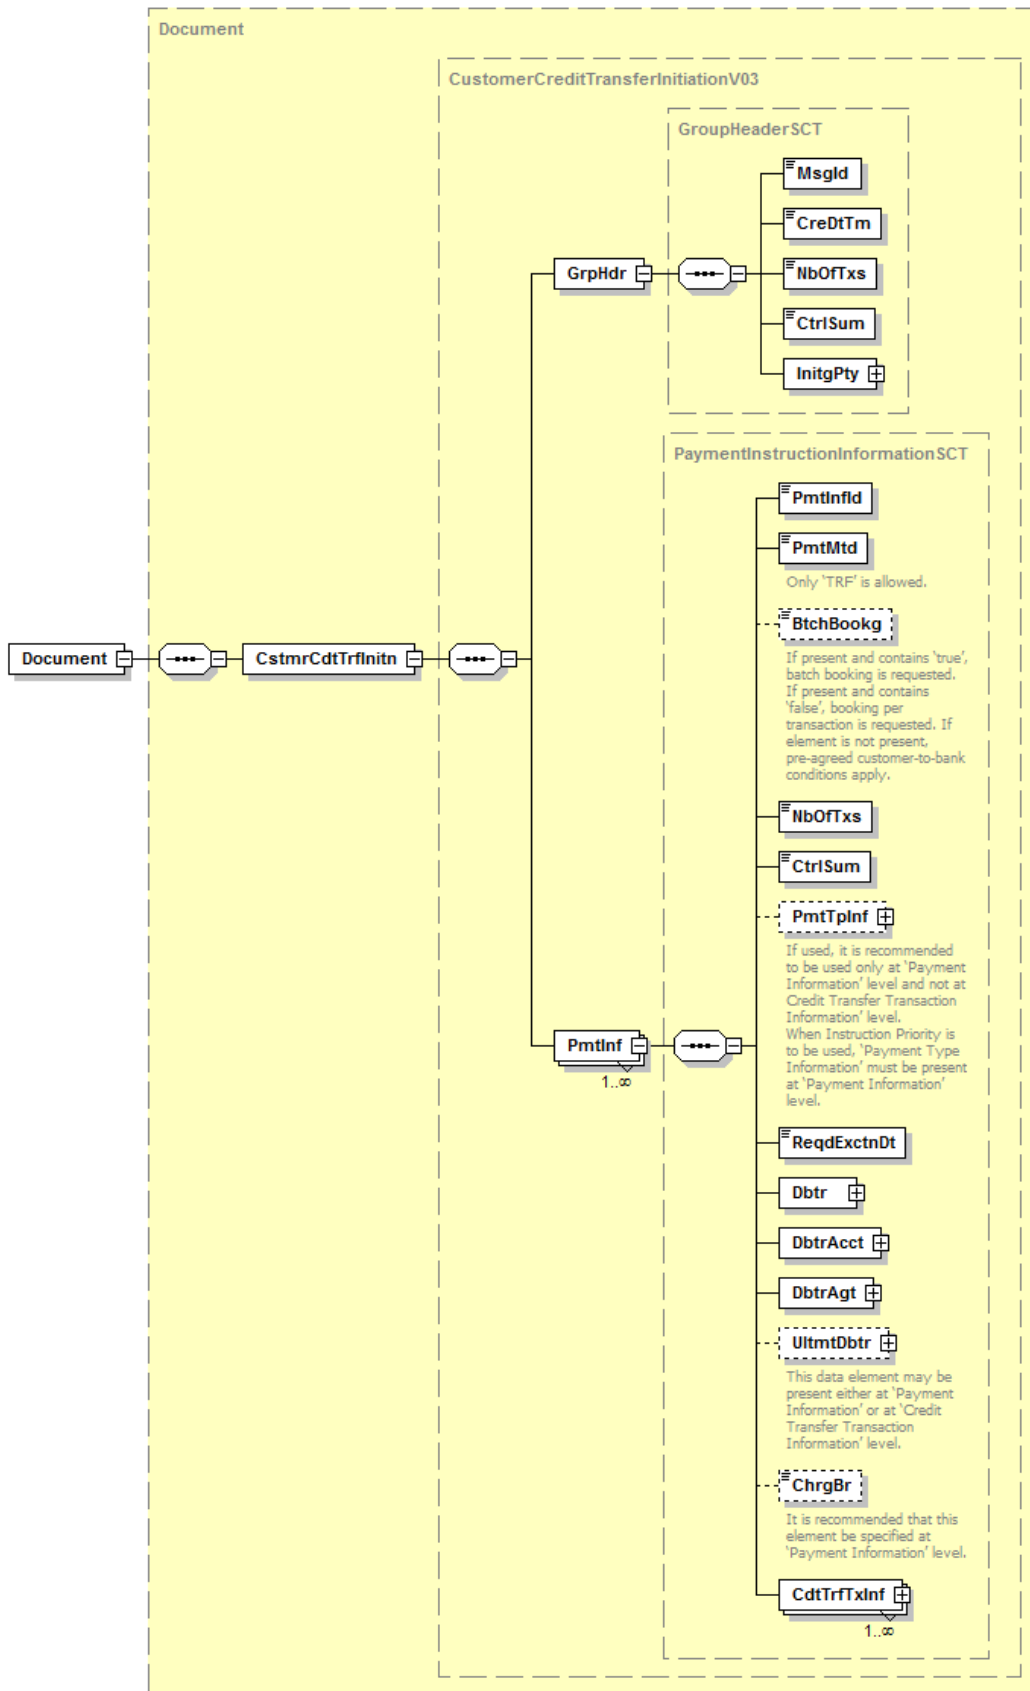 Document
CustomerCreditTransferInitiationV03
GroupHeaderSCT
MsgId
CreDtTm
GrpHdr
NbOfTxs
CtrlSum
InitgPty
PaymentInstructionInformationSCT
PmtInfId
PmtMtd
Only 'TRF' is allowed.
BtchBookg
Document
CstmrCdtTrfInitn
If present and contains 'true',
batch booking is requested.
If present and contains
'false', booking per
transaction is requested. If
element is not present,
pre-agreed customer-to-bank
conditions apply.
NbOfTxs
CtrlSum
PmtTpInf
If used, it is recommended
to be used only at 'Payment
Information' level and not at
Credit Transfer Transaction
Information' level.
When Instruction Priority is
to be used, 'Payment Type
Information' must be present
at 'Payment Information'
level.
PmtInf
1..∞
ReqdExctnDt
Dbtr
DbtrAcct
DbtrAgt
UltmtDbtr
This data element may be
present either at 'Payment
Information' or at 'Credit
Transfer Transaction
Information' level.
ChrgBr
It is recommended that this
element be specified at
'Payment Information' level.
CdtTrfTxInf
1..∞